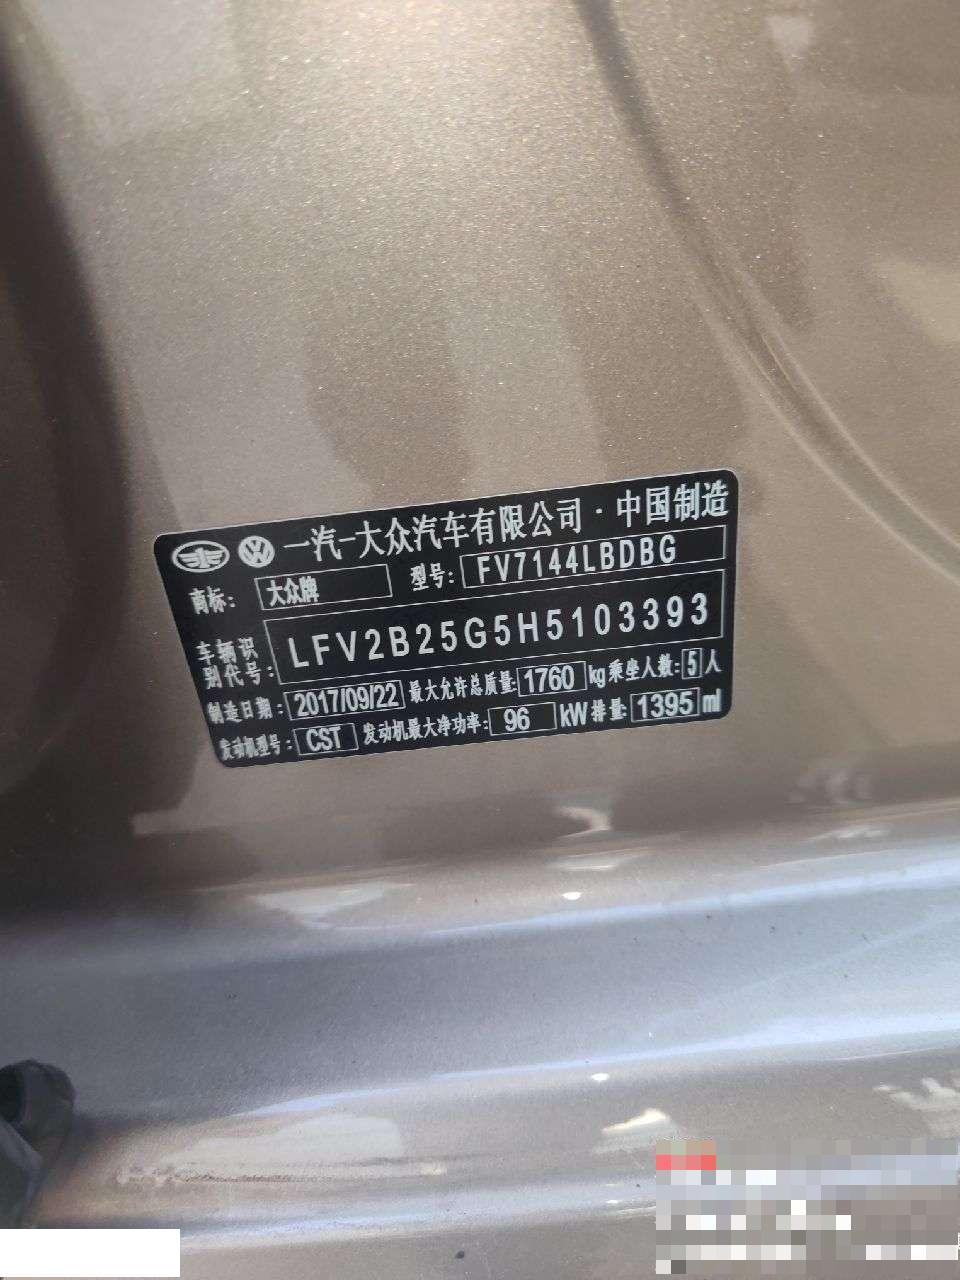 一汽-大众汽车有限公司·中国制造
商标: 大众牌 型号: FV7144LBDBG
车辆识别代号: LFV2B25G5H5103393
制造日期: 2017/09/22 最大允许总质量: 1760 kg 乘坐人数: 5 人
发动机型号: CST 发动机最大净功率: 96 kW 排量: 1395 ml